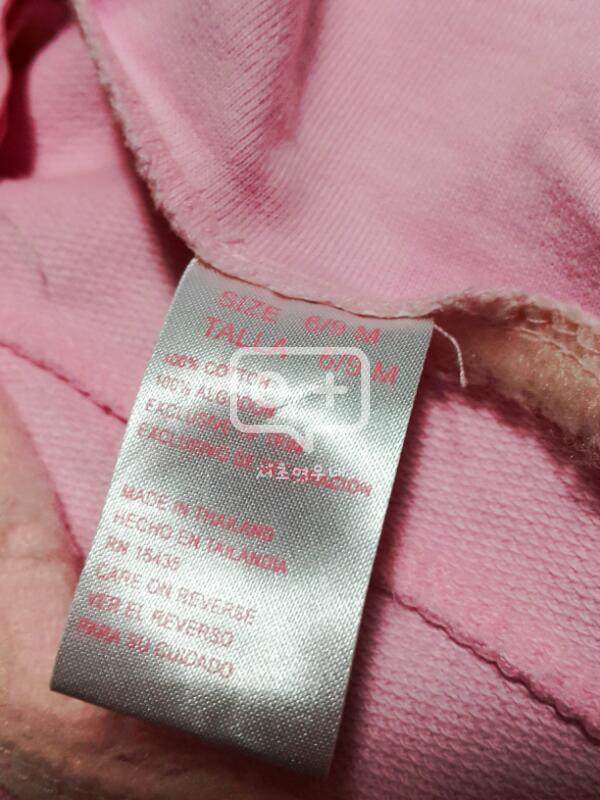 SIZE 6/9 M
TALLA 6/9 M
100% COTTON
100% ALGODON
EXCLUSIVE OF TRIM
EXCLUSIVO DE DECORACION
MADE IN THAILAND
HECHO EN TAILANDIA
RN 15435
CARE ON REVERSE
VER EL REVERSO
PARA SU CUIDADO